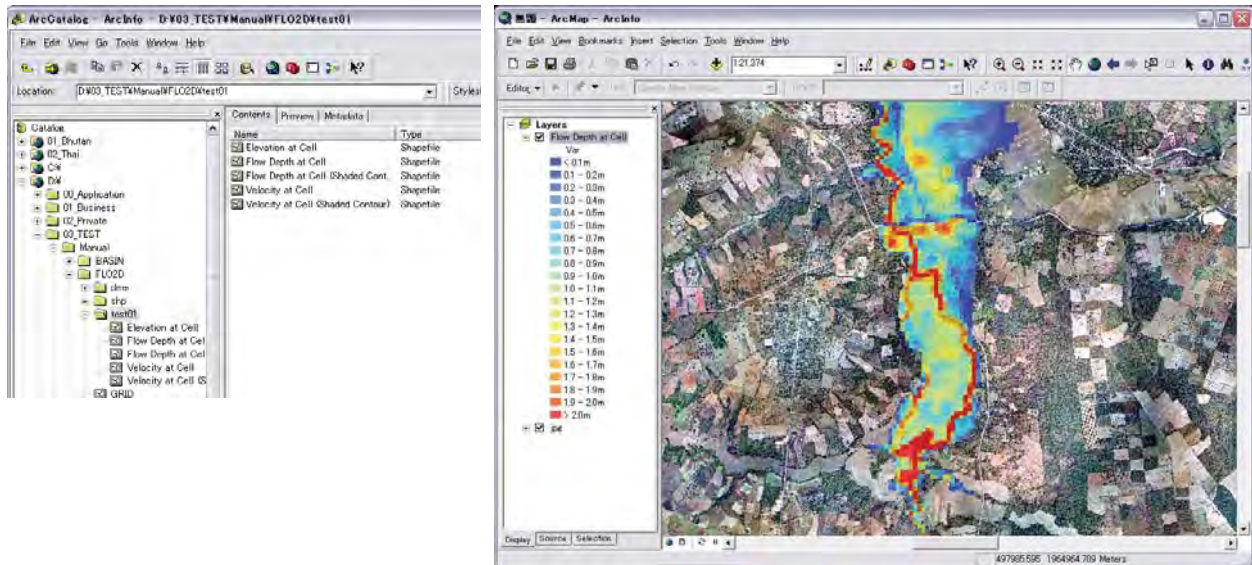 ArcCatalog - ArcInfo - D:¥03_TEST¥Manual¥FLO2D¥test01
File Edit View Go Tools Window Help
Location: D:¥03_TEST¥Manual¥FLO2D¥test01
Catalog
01_Bhutan
02_Thai
C:¥
D:¥
00_Application
01_Business
02_Private
03_TEST
Manual
BASIN
FLO2D
dem
shp
test01
Elevation at Cell
Flow Depth at Cel
Flow Depth at Cel
Velocity at Cell
Velocity at Cell (S
GRID
Contents Preview Metadata
Name Type
Elevation at Cell Shapefile
Flow Depth at Cell Shapefile
Flow Depth at Cell (Shaded Cont. Shapefile
Velocity at Cell Shapefile
Velocity at Cell (Shaded Contour) Shapefile
無題 - ArcMap - ArcInfo
File Edit View Bookmarks Insert Selection Tools Window Help
1:21,374
Editor
Layers
Flow Depth at Cell
Var
< 0.1m
0.1 - 0.2m
0.2 - 0.3m
0.3 - 0.4m
0.4 - 0.5m
0.5 - 0.6m
0.6 - 0.7m
0.7 - 0.8m
0.8 - 0.9m
0.9 - 1.0m
1.0 - 1.1m
1.1 - 1.2m
1.2 - 1.3m
1.3 - 1.4m
1.4 - 1.5m
1.5 - 1.6m
1.6 - 1.7m
1.7 - 1.8m
1.8 - 1.9m
1.9 - 2.0m
> 2.0m
jpg
Display Source Selection
497985.595 1964964.789 Meters